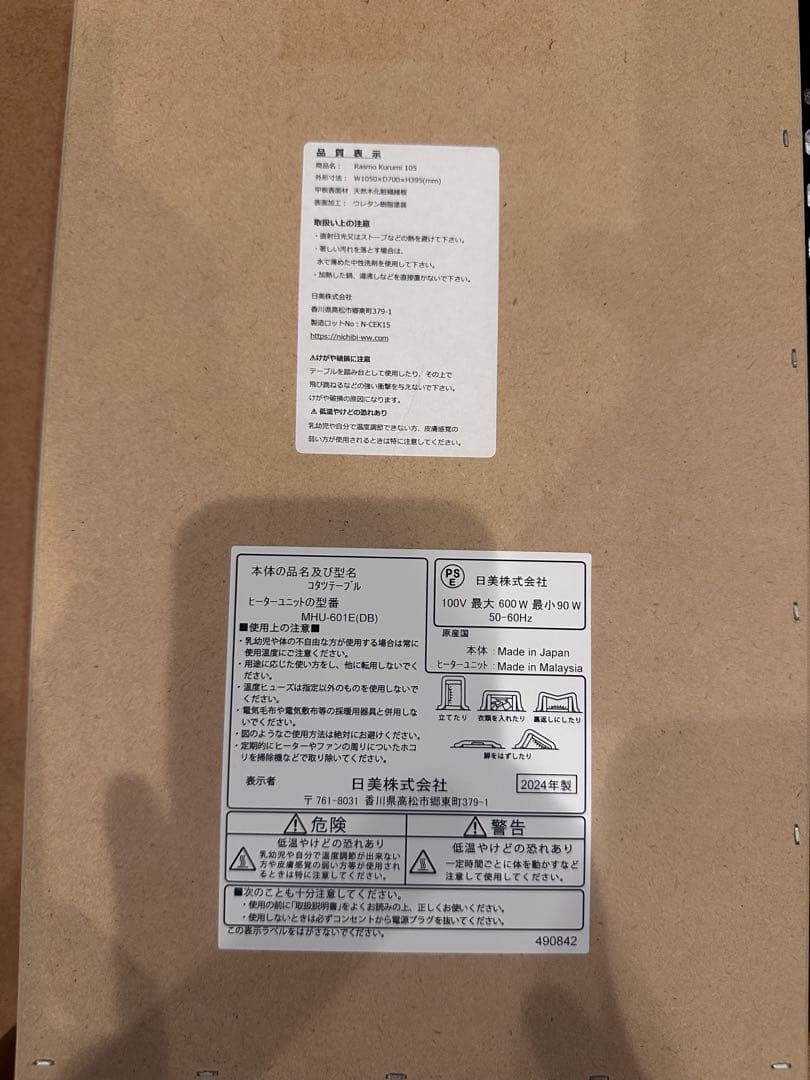 品 質 表 示
商品名： Rasmo Kurumi 105
外形寸法： W1050×D700×H395(mm)
甲板表面材 天然木化粧繊維板
表面加工： ウレタン樹脂塗装
取扱い上の注意
・直射日光又はストーブなどの熱を避けて下さい。
・著しい汚れを落とす場合は、
水で薄めた中性洗剤を使用して下さい。
・加熱した鍋、湯沸しなどを直接置かないで下さい。
日美株式会社
香川県高松市郷東町379-1
製造ロットNo：N-CEK15
https://nichibi-ww.com
⚠けがや破損に注意
テーブルを踏み台として使用したり、その上で
飛び跳ねるなどの強い衝撃を与えないで下さい。
けがや破損の原因になります。
⚠ 低温やけどの恐れあり
乳幼児や自分で温度調節できない方、皮膚感覚の
弱い方が使用されるときは特に注意してください。
本体の品名及び型名
コタツテーブル
ヒーターユニットの型番
MHU-601E(DB)
■使用上の注意■
・乳幼児や体の不自由な方が使用する場合は常に
使用温度にご注意ください。
・用途に応じた使い方をし、他に転用しないでく
ださい。
・温度ヒューズは指定以外のものを使用しないで
ください。
・電気毛布や電気敷布等の採暖用器具と併用しな
いでください。
・図のようなご使用方法は絶対にお避けください。
・定期的にヒーターやファンの周りについたホコ
リを掃除機などで取り除いてください。
PSE 日美株式会社
100V 最大 600W 最小90W
50-60Hz
原産国
本体 : Made in Japan
ヒーターユニット : Made in Malaysia
立てたり 衣類を入れたり 裏返しにしたり
脚をはずしたり
表示者 日美株式会社 2024年製
〒761-8031 香川県高松市郷東町379-1
⚠危険
低温やけどの恐れあり
乳幼児や自分で温度調節が出来ない
方や皮膚感覚の弱い方等が使用され
るときは特に注意してください。
⚠警告
低温やけどの恐れあり
一定時間ごとに体を動かすなど
注意して使用してください。
■次のことも十分注意してください。
・使用の前に「取扱説明書」をよくお読みの上、正しくお使いください。
・使用しないときは必ずコンセントから電源プラグを抜いてください。
この表示ラベルをはがさないでください。
490842